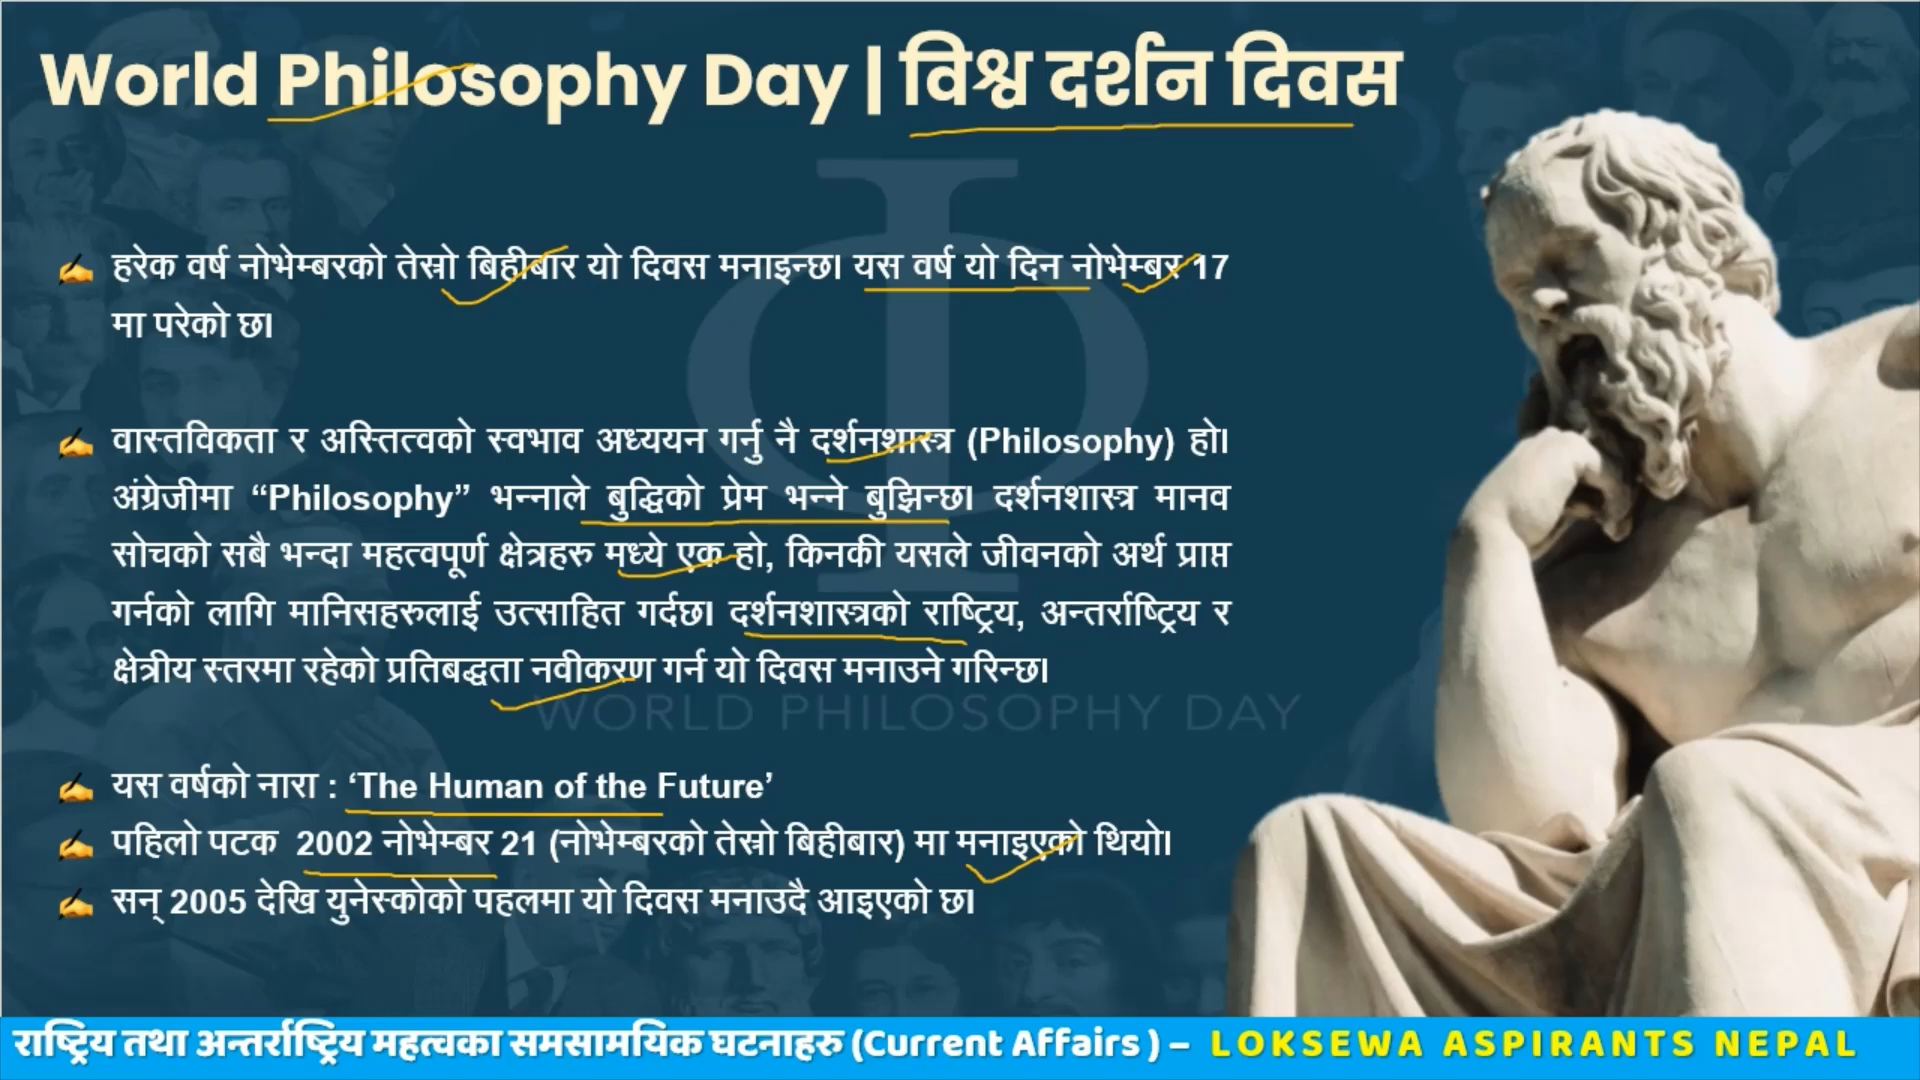 World Philosophy Day | विश्व दर्शन दिवस
✍ हरेक वर्ष नोभेम्बरको तेस्रो बिहीबार यो दिवस मनाइन्छ। यस वर्ष यो दिन नोभेम्बर 17
मा परेको छ।
✍ वास्तविकता र अस्तित्वको स्वभाव अध्ययन गर्नु नै दर्शनशास्त्र (Philosophy) हो।
अंग्रेजीमा “Philosophy” भन्नाले बुद्धिको प्रेम भन्ने बुझिन्छ। दर्शनशास्त्र मानव
सोचको सबै भन्दा महत्वपूर्ण क्षेत्रहरु मध्ये एक हो, किनकी यसले जीवनको अर्थ प्राप्त
गर्नको लागि मानिसहरुलाई उत्साहित गर्दछ। दर्शनशास्त्रको राष्ट्रिय, अन्तर्राष्ट्रिय र
क्षेत्रीय स्तरमा रहेको प्रतिबद्धता नवीकरण गर्न यो दिवस मनाउने गरिन्छ।
WORLD PHILOSOPHY DAY
✍ यस वर्षको नारा : ‘The Human of the Future’
✍ पहिलो पटक 2002 नोभेम्बर 21 (नोभेम्बरको तेस्रो बिहीबार) मा मनाइएको थियो।
✍ सन् 2005 देखि युनेस्कोको पहलमा यो दिवस मनाउदै आइएको छ।
राष्ट्रिय तथा अन्तर्राष्ट्रिय महत्वका समसामयिक घटनाहरु (Current Affairs ) – LOKSEWA ASPIRANTS NEPAL